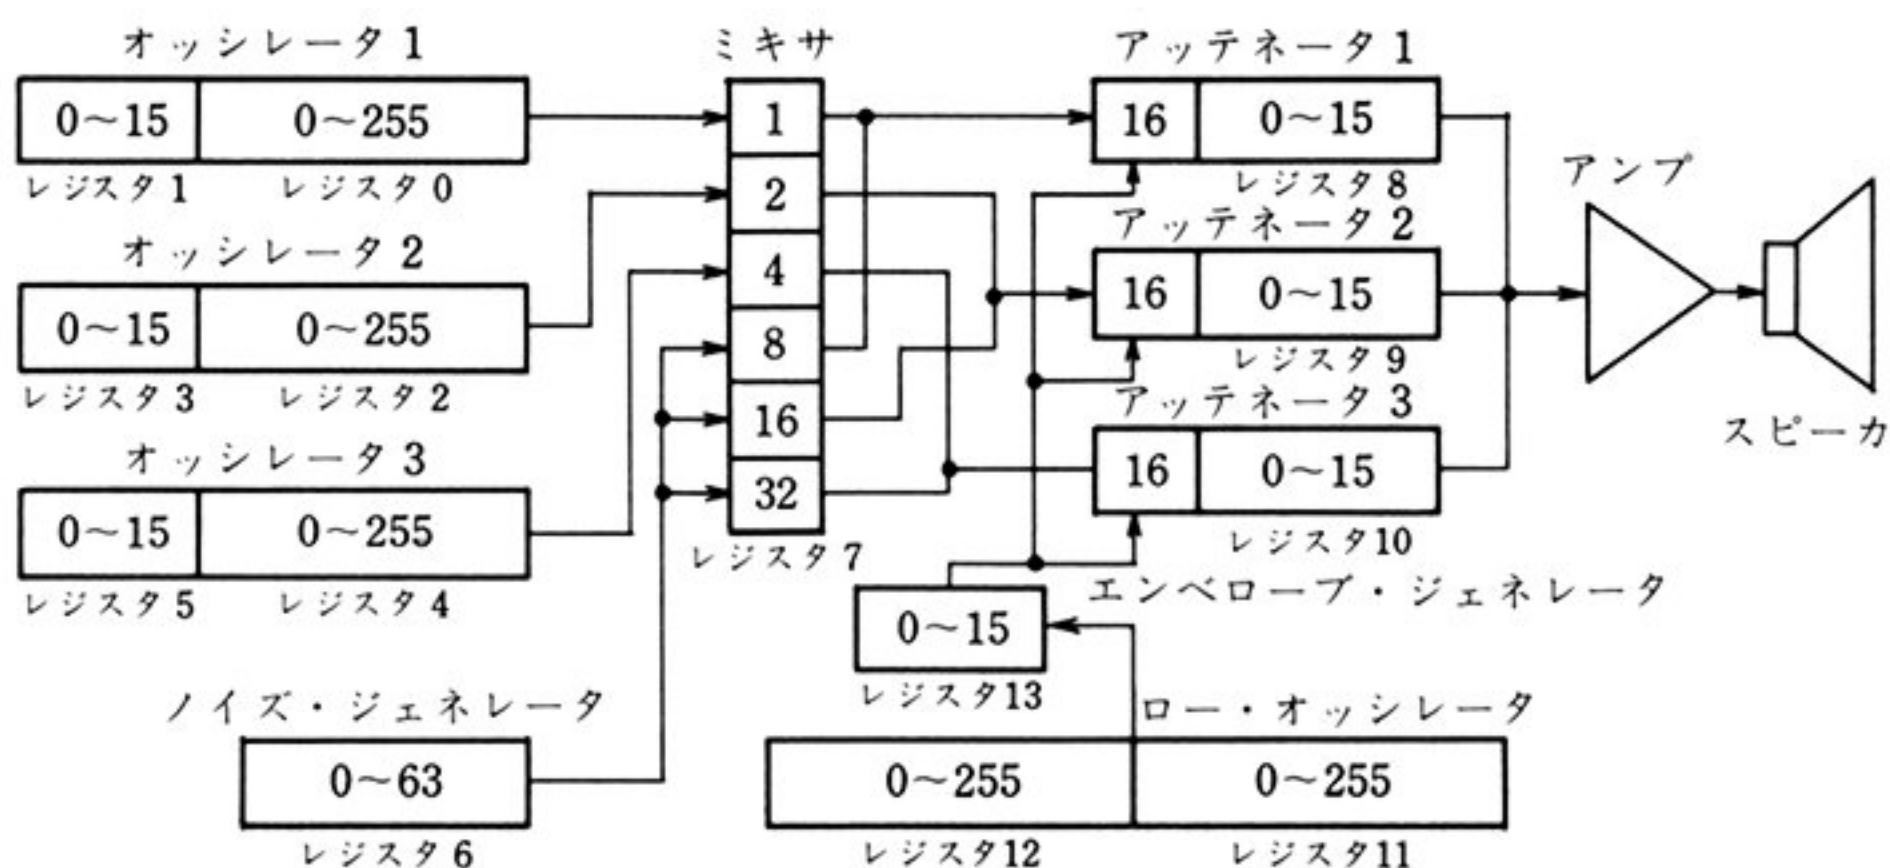 オッシレータ1
0~15 0~255
レジスタ1 レジスタ0
オッシレータ2
0~15 0~255
レジスタ3 レジスタ2
オッシレータ3
0~15 0~255
レジスタ5 レジスタ4
ノイズ・ジェネレータ
0~63
レジスタ6
ミキサ
1
2
4
8
16
32
レジスタ7
アッテネータ1
16 0~15
レジスタ8
アッテネータ2
16 0~15
レジスタ9
アッテネータ3
16 0~15
レジスタ10
エンベロープ・ジェネレータ
0~15
レジスタ13
ロー・オッシレータ
0~255 0~255
レジスタ12 レジスタ11
アンプ
スピーカ